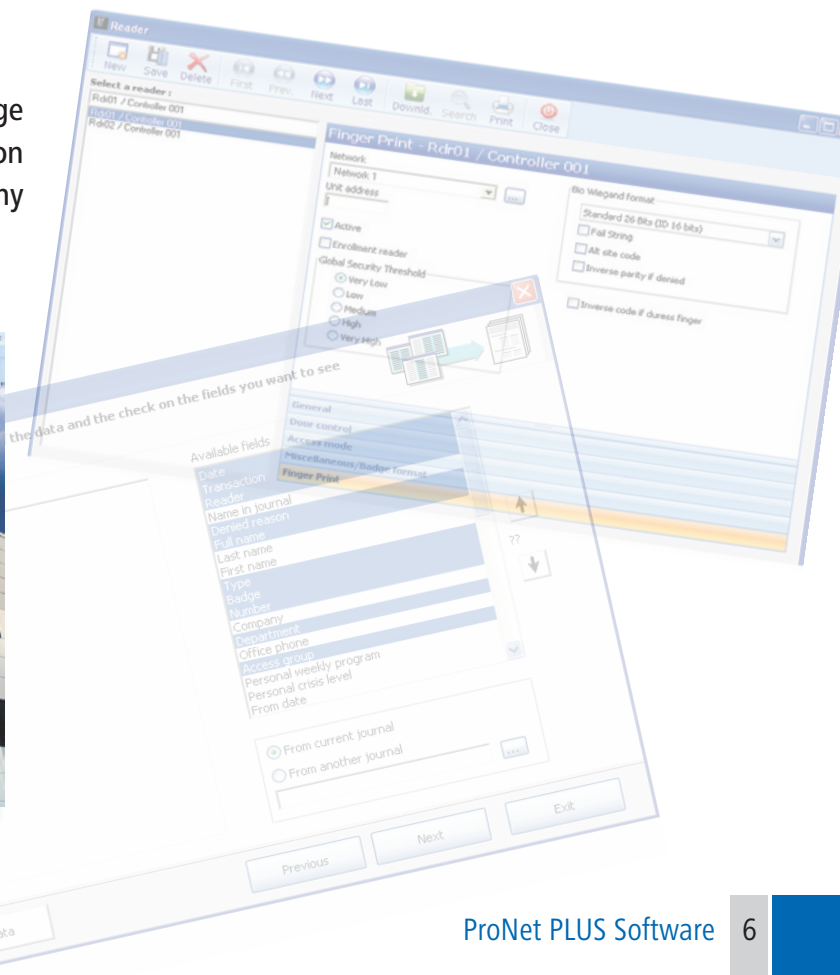 ge
on
ny
Reader
New Save Delete First Prev. Next Last Downld. Search Print Close
Select a reader :
Rdr01 / Controller 001
Rdr01 / Controller 001
Rdr02 / Controller 001
Finger Print - Rdr01 / Controller 001
Network
Network 1
...
Unit address
Active
Enrollment reader
Global Security Threshold
Very Low
Low
Medium
High
Very High
Bio Wiegand format
Standard 26 Bits (ID 16 bits)
Fail String
Alt site code
Inverse parity if denied
Inverse code if duress finger
General
Door control
Access mode
Miscellaneous/Badge format
Finger Print
the data and the check on the fields you want to see
Available fields
Date
Transaction
Reader
Name in journal
Denied reason
Full name
Last name
First name
Type
Badge
Number
Company
Department
Office phone
Access group
Personal weekly program
Personal crisis level
From date
??
From current journal
From another journal
...
Previous Next Exit
ata
ProNet PLUS Software 6